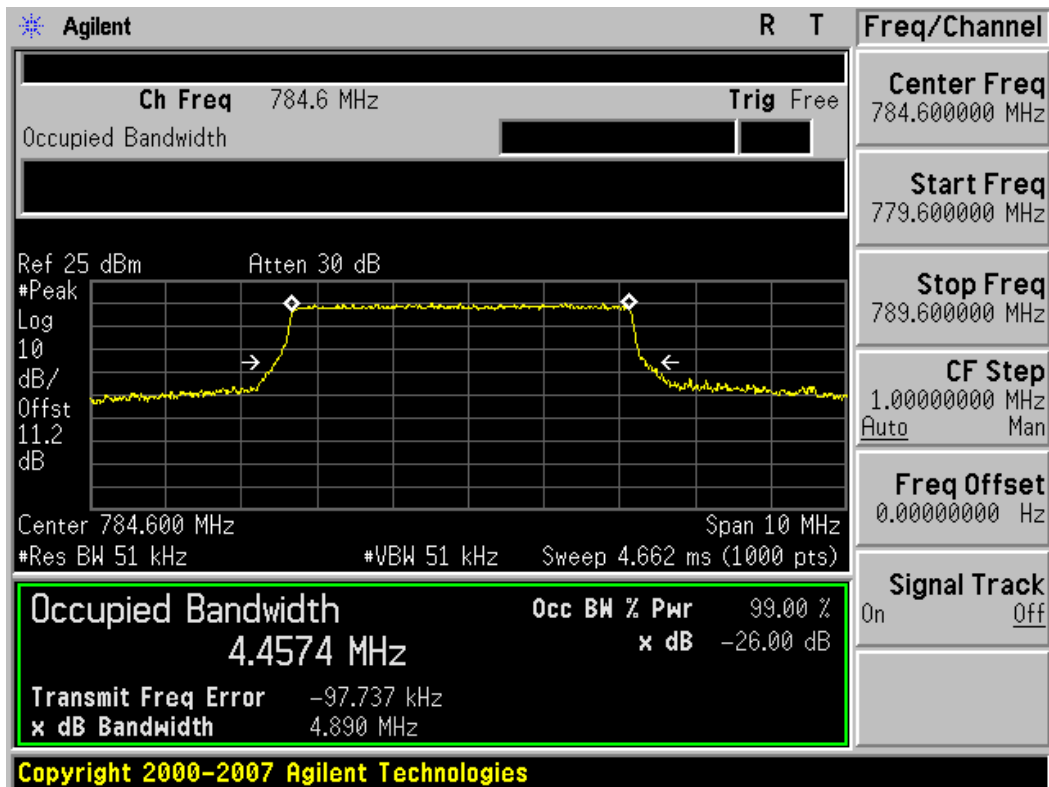 Agilent R T
Ch Freq 784.6 MHz Trig Free
Occupied Bandwidth
Ref 25 dBm Atten 30 dB
#Peak
Log
10
dB/
Offst
11.2
dB
Center 784.600 MHz Span 10 MHz
#Res BW 51 kHz #VBW 51 kHz Sweep 4.662 ms (1000 pts)
Occupied Bandwidth Occ BW % Pwr 99.00 %
4.4574 MHz x dB -26.00 dB
Transmit Freq Error -97.737 kHz
x dB Bandwidth 4.890 MHz
Copyright 2000-2007 Agilent Technologies
Freq/Channel
Center Freq
784.600000 MHz
Start Freq
779.600000 MHz
Stop Freq
789.600000 MHz
CF Step
1.00000000 MHz
Auto Man
Freq Offset
0.00000000 Hz
Signal Track
On Off